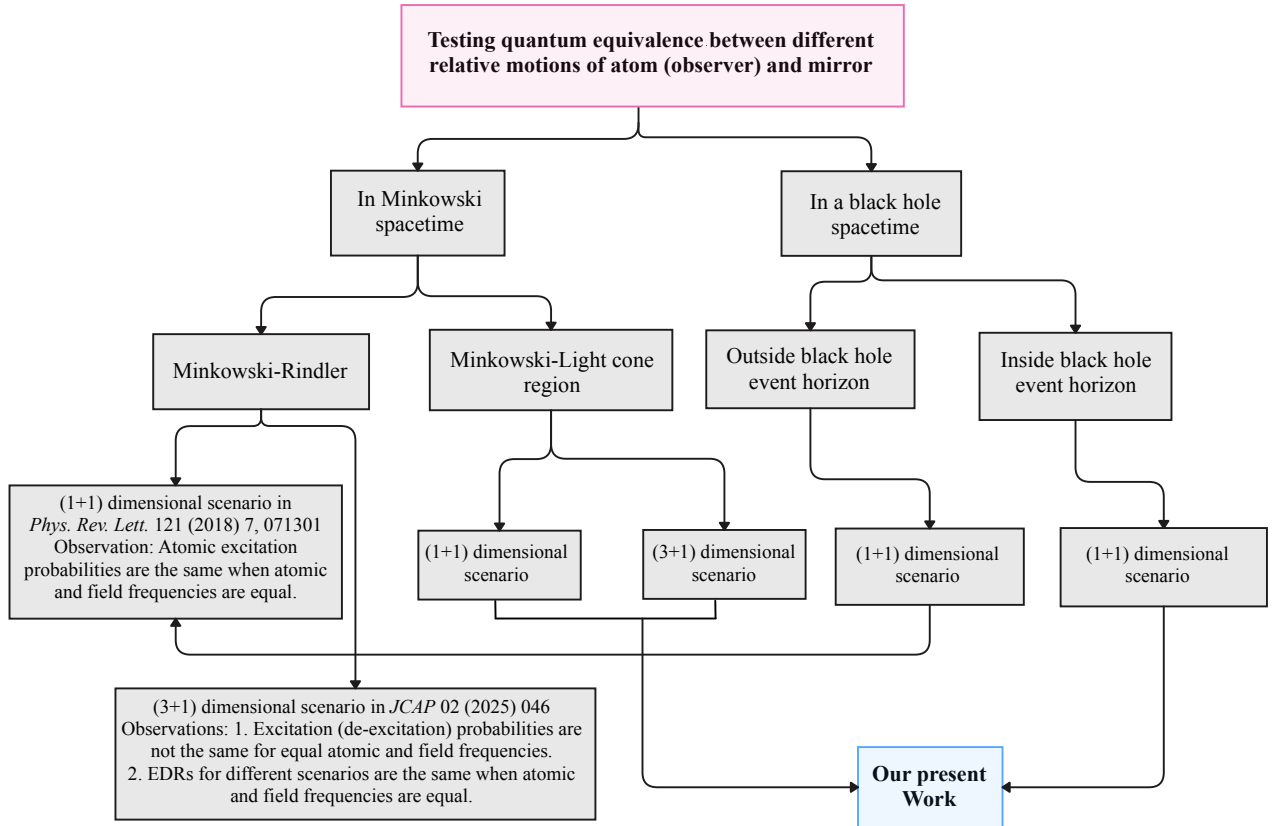 Testing quantum equivalence between different
relative motions of atom (observer) and mirror
In Minkowski
spacetime
In a black hole
spacetime
Minkowski-Rindler
Minkowski-Light cone
region
Outside black hole
event horizon
Inside black hole
event horizon
(1+1) dimensional scenario in
Phys. Rev. Lett. 121 (2018) 7, 071301
Observation: Atomic excitation
probabilities are the same when atomic
and field frequencies are equal.
(1+1) dimensional
scenario
(3+1) dimensional
scenario
(1+1) dimensional
scenario
(1+1) dimensional
scenario
(3+1) dimensional scenario in JCAP 02 (2025) 046
Observations: 1. Excitation (de-excitation) probabilities are
not the same for equal atomic and field frequencies.
2. EDRs for different scenarios are the same when atomic
and field frequencies are equal.
Our present
Work